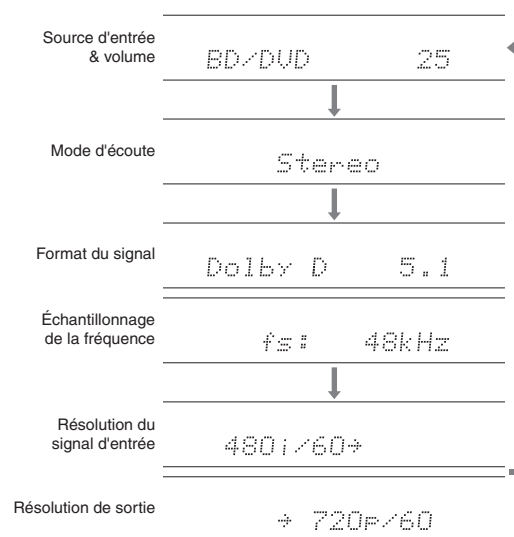 Source d'entrée
& volume
BD/DVD 25
Mode d'écoute
Stereo
Format du signal
Dolby D 5.1
Échantillonnage
de la fréquence
fs: 48kHz
Résolution du
signal d'entrée
480i/60→
Résolution de sortie
→ 720p/60